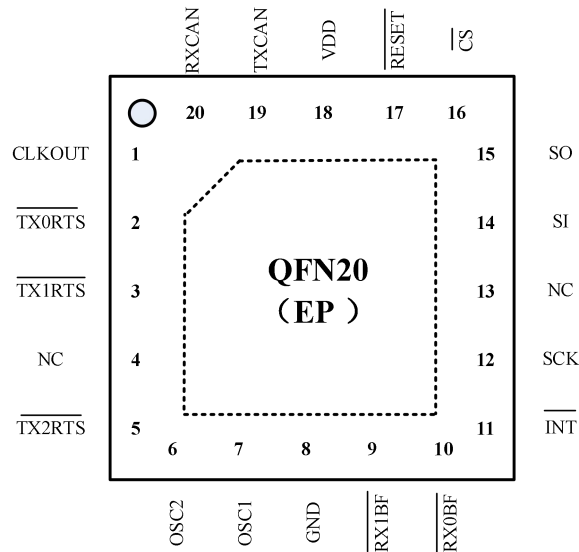 RXCAN TXCAN VDD RESET CS
20 19 18 17 16
CLKOUT 1 15 SO
TX0RTS 2 14 SI
QFN20
(EP)
TX1RTS 3 13 NC
NC 4 12 SCK
TX2RTS 5 11 INT
6 7 8 9 10
OSC2 OSC1 GND RX1BF RX0BF